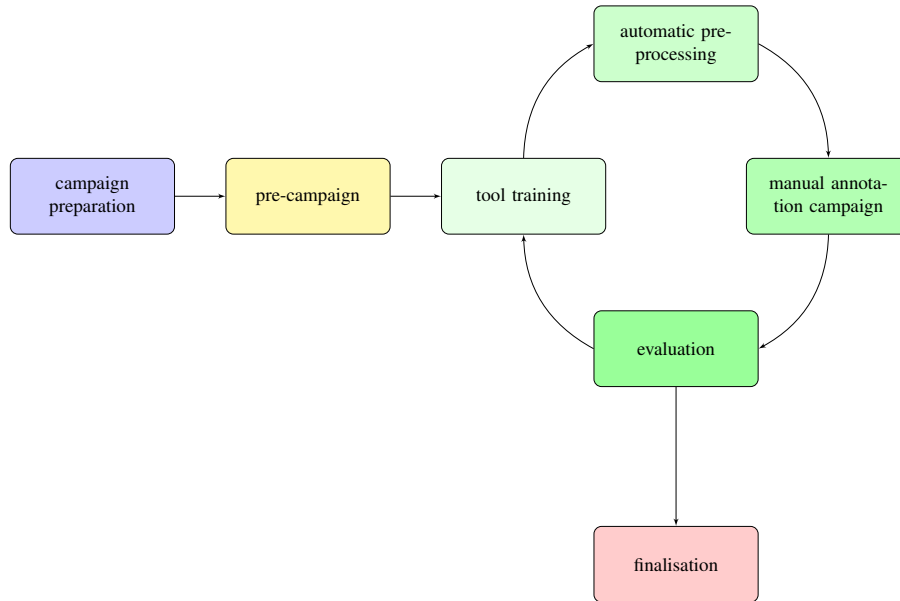 automatic pre-
processing
campaign
preparation
pre-campaign
tool training
manual annota-
tion campaign
evaluation
finalisation